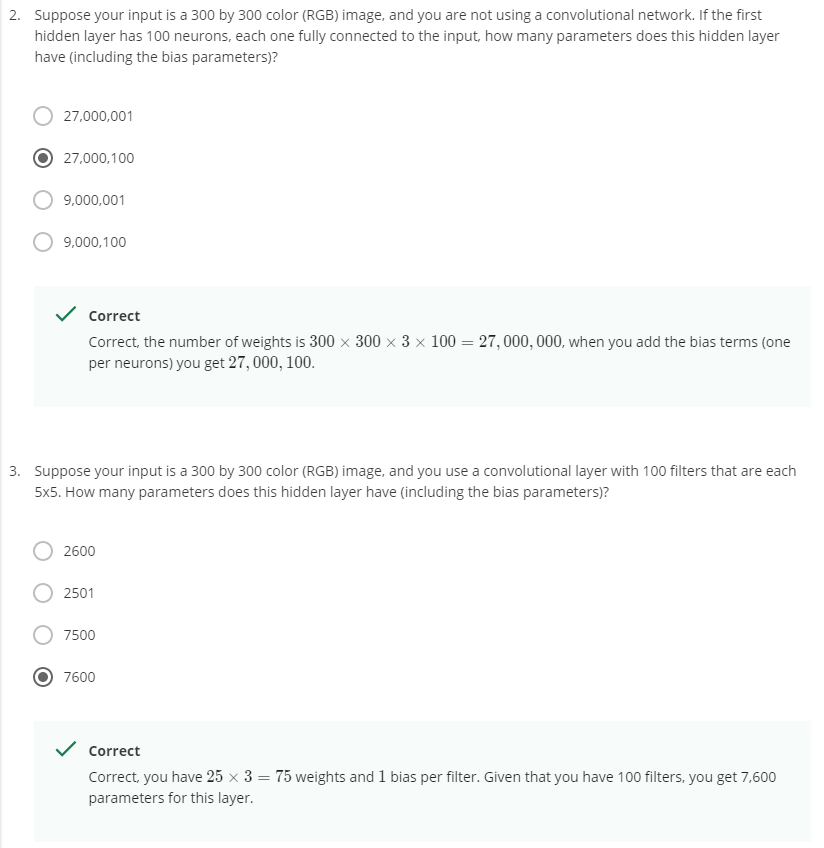 2. Suppose your input is a 300 by 300 color (RGB) image, and you are not using a convolutional network. If the first
hidden layer has 100 neurons, each one fully connected to the input, how many parameters does this hidden layer
have (including the bias parameters)?
27,000,001
27,000,100
9,000,001
9,000,100
Correct
Correct, the number of weights is 300 × 300 × 3 × 100 = 27, 000, 000, when you add the bias terms (one
per neurons) you get 27, 000, 100.
3. Suppose your input is a 300 by 300 color (RGB) image, and you use a convolutional layer with 100 filters that are each
5x5. How many parameters does this hidden layer have (including the bias parameters)?
2600
2501
7500
7600
Correct
Correct, you have 25 × 3 = 75 weights and 1 bias per filter. Given that you have 100 filters, you get 7,600
parameters for this layer.